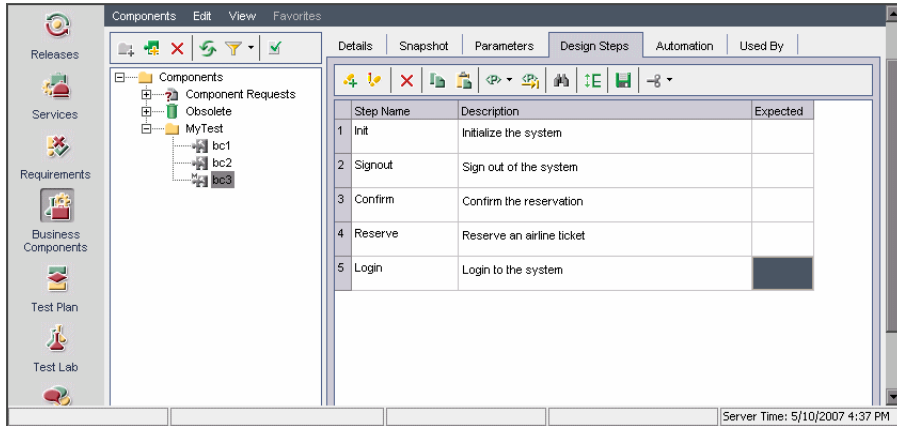 Components Edit View Favorites
Releases
Services
Requirements
Business
Components
Test Plan
Test Lab
Components
Component Requests
Obsolete
MyTest
bc1
bc2
bc3
Details Snapshot Parameters Design Steps Automation Used By
Step Name Description Expected
1 Init Initialize the system
2 Signout Sign out of the system
3 Confirm Confirm the reservation
4 Reserve Reserve an airline ticket
5 Login Login to the system
Server Time: 5/10/2007 4:37 PM